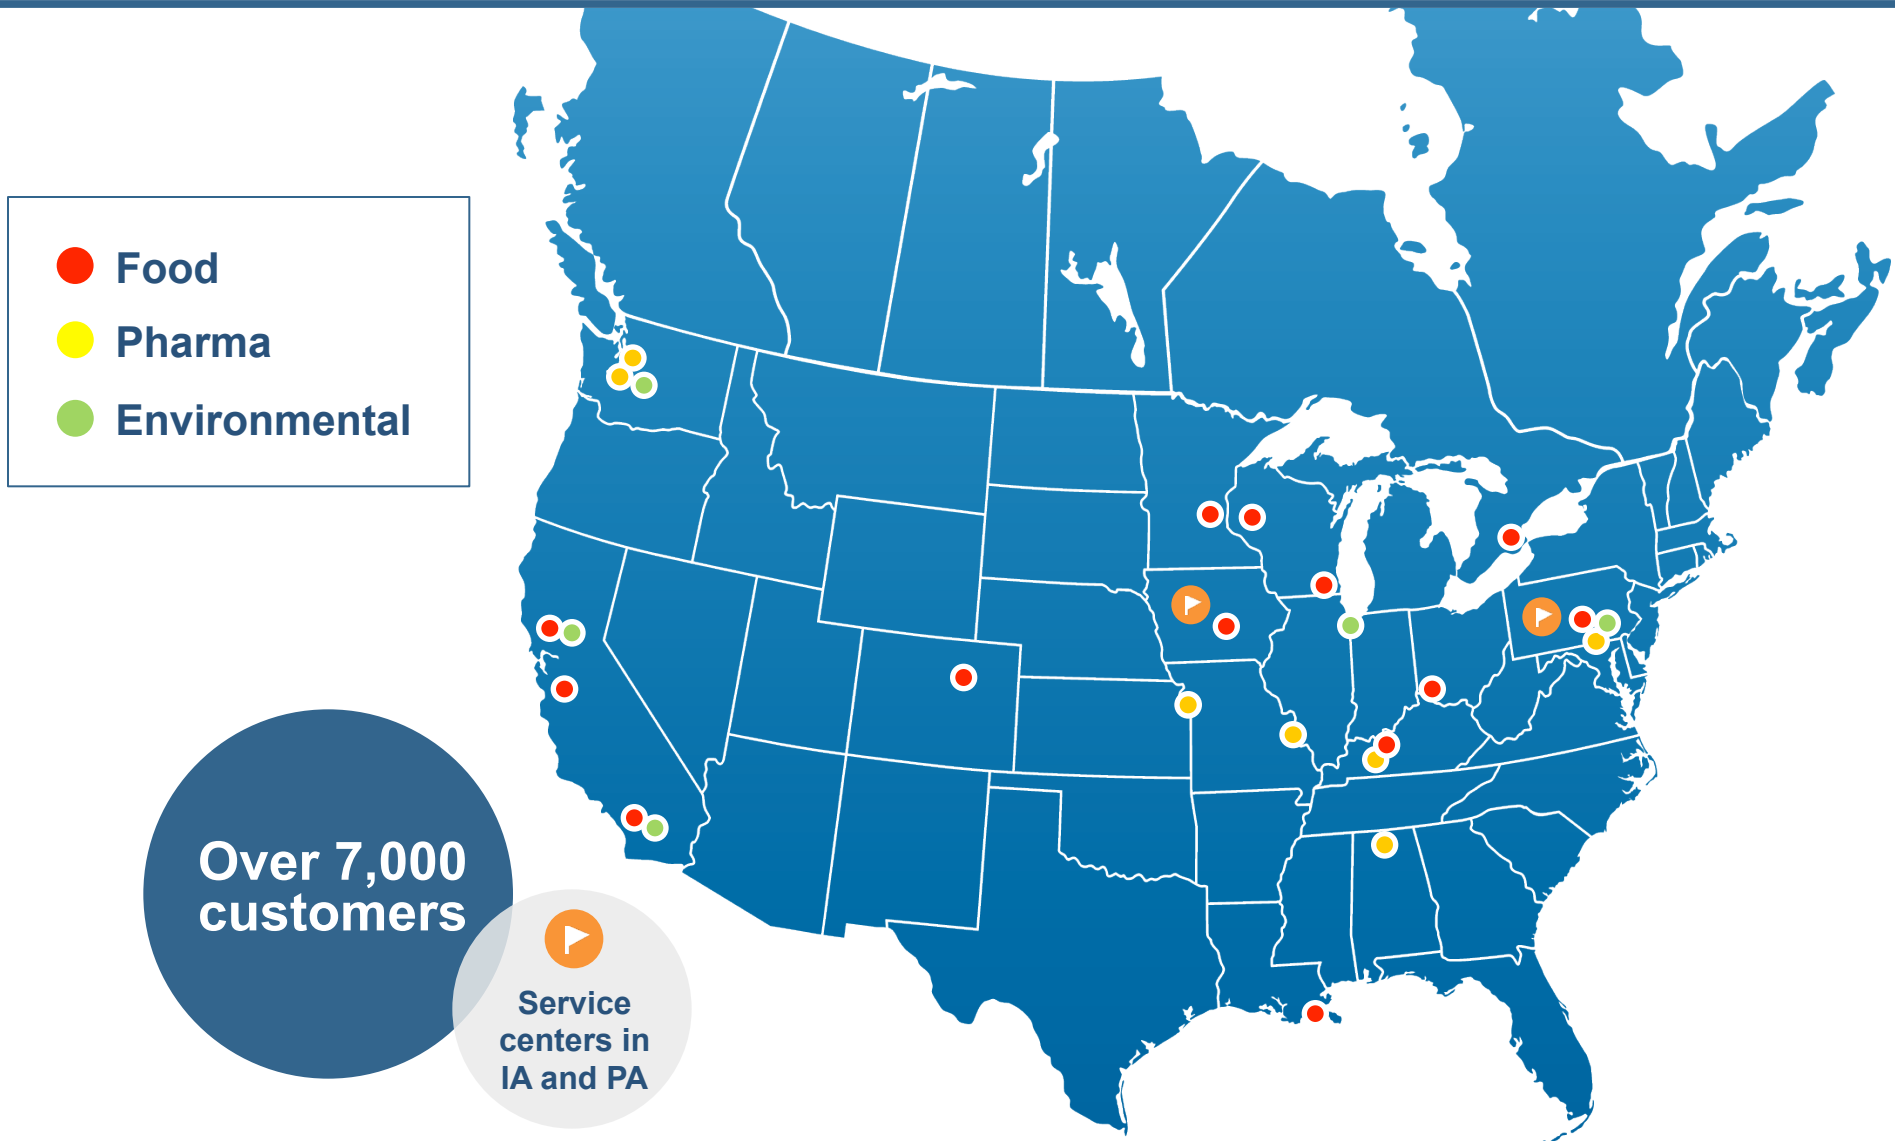 Food
Pharma
Environmental
Over 7,000
customers
Service
centers in
IA and PA